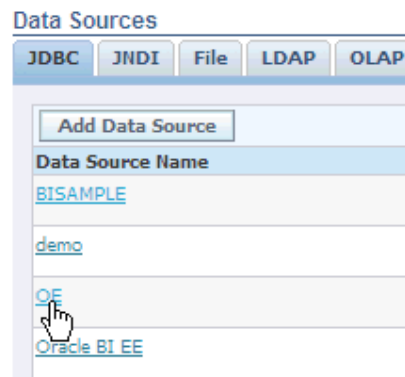 Data Sources
JDBC JNDI File LDAP OLAP
Add Data Source
Data Source Name
BISAMPLE
demo
OE
Oracle BI EE